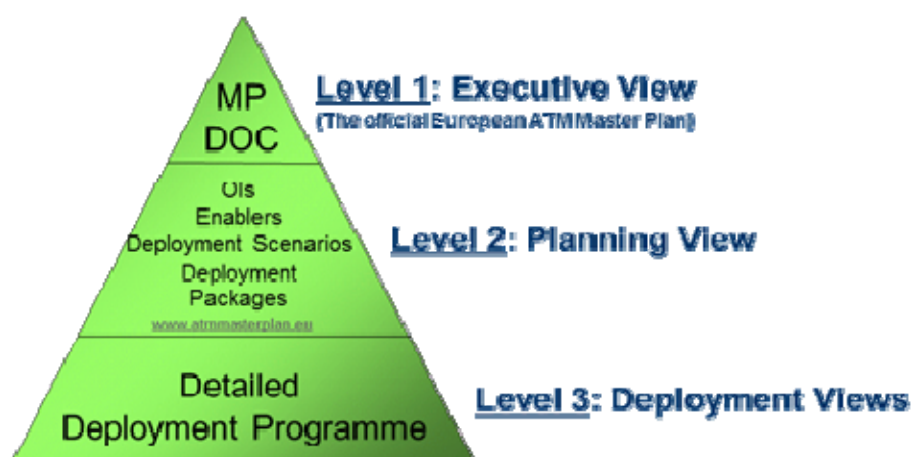 MP
DOC
Level 1: Executive View
(The official European ATM Master Plan)
OIs
Enablers
Deployment Scenarios
Deployment
Packages
www.atmmasterplan.eu
Level 2: Planning View
Detailed
Deployment Programme
Level 3: Deployment Views